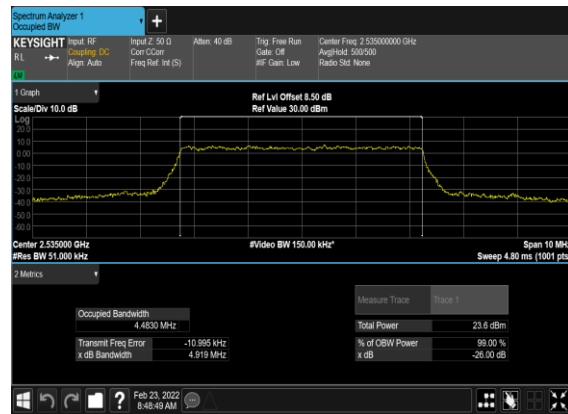 Spectrum Analyzer 1
Occupied BW
KEYSIGHT Input: RF Input Z: 50 Ω Atten: 40 dB Trig: Free Run Center Freq: 2.535000000 GHz
RL Coupling: DC Corr CCorr Gate: Off Avg|Hold: 500/500
Align: Auto Freq Ref: Int (S) #IF Gain: Low Radio Std: None
LXI
1 Graph
Ref Lvl Offset 8.50 dB
Scale/Div 10.0 dB Ref Value 30.00 dBm
Log
20.0
10.0
0.00
-10.0
-20.0
-30.0
-40.0
-50.0
-60.0
Center 2.535000 GHz #Video BW 150.00 kHz* Span 10 MHz
#Res BW 51.000 kHz Sweep 4.80 ms (1001 pts
2 Metrics
Measure Trace Trace 1
Occupied Bandwidth
4.4830 MHz Total Power 23.6 dBm
Transmit Freq Error -10.995 kHz % of OBW Power 99.00 %
x dB Bandwidth 4.919 MHz x dB -26.00 dB
? Feb 23, 2022
8:48:49 AM